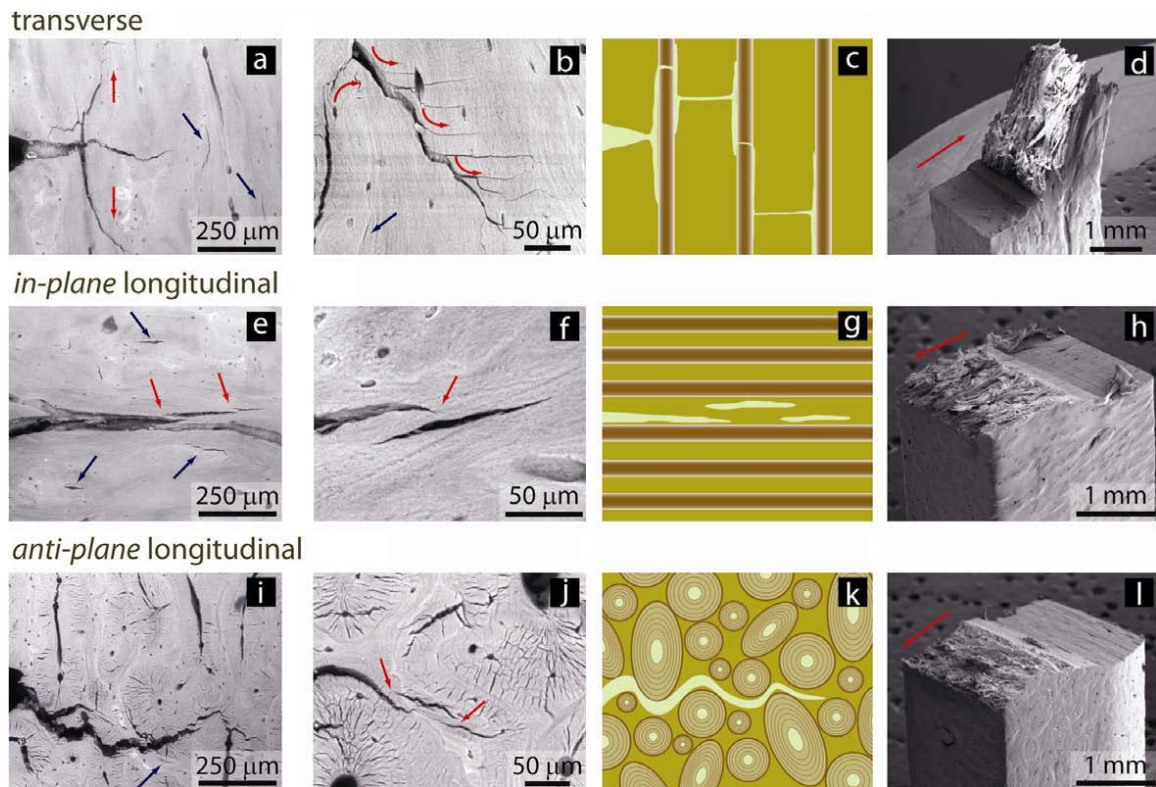 transverse
a
250 μm
b
50 μm
c
d
1 mm
in-plane longitudinal
e
250 μm
f
50 μm
g
h
1 mm
anti-plane longitudinal
i
250 μm
j
50 μm
k
l
1 mm